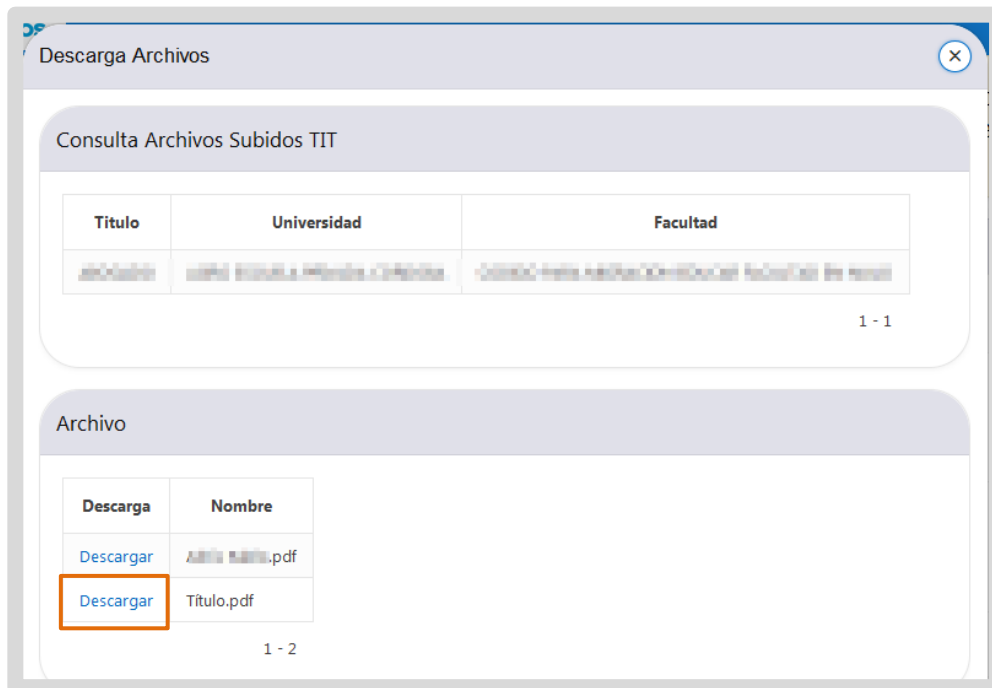 os
Descarga Archivos
Consulta Archivos Subidos TIT
Titulo Universidad Facultad
1 - 1
Archivo
Descarga Nombre
Descargar .pdf
Descargar Título.pdf
1 - 2